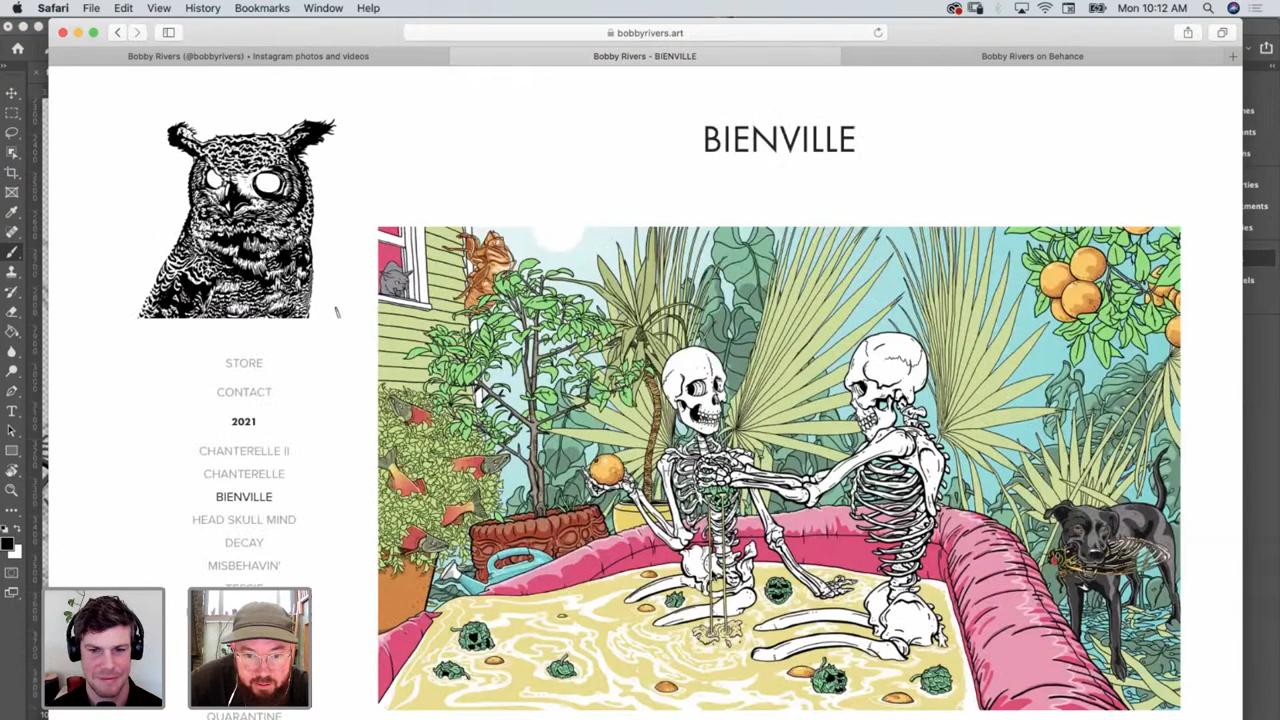 Safari File Edit View History Bookmarks Window Help
Mon 10:12 AM
bobbyrivers.art
Bobby Rivers (@bobbyrivers) • Instagram photos and videos
Bobby Rivers - BIENVILLE
Bobby Rivers on Behance
BIENVILLE
STORE
CONTACT
2021
CHANTERELLE II
CHANTERELLE
BIENVILLE
HEAD SKULL MIND
DECAY
MISBEHAVIN'
QUARANTINE